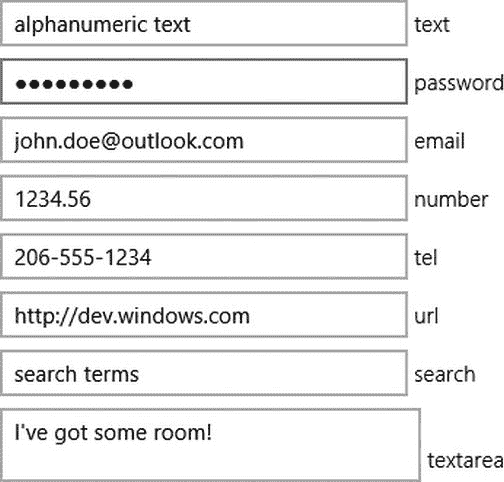 alphanumeric text text
●●●●●●●●● password
john.doe@outlook.com email
1234.56 number
206-555-1234 tel
http://dev.windows.com url
search terms search
I've got some room!
textarea